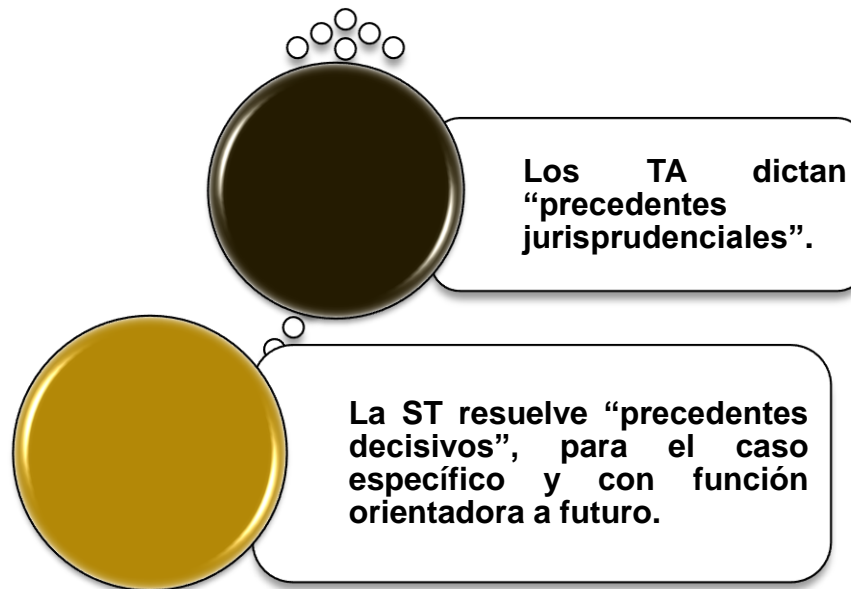 Los TA dictan
“precedentes
jurisprudenciales”.
La ST resuelve “precedentes
decisivos”, para el caso
específico y con función
orientadora a futuro.